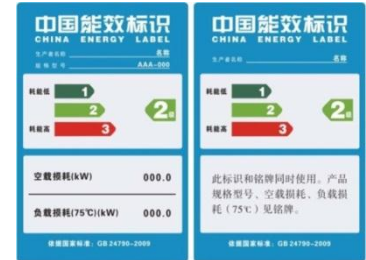 中国能效标识
CHINA ENERGY LABEL
生产者名称 名称
规格型号 AAA-000
耗能低 1
2
耗能高 3
2级
空载损耗(kW) 000.0
负载损耗(75℃)(kW) 000.0
依据国家标准：GB 24790-2009
中国能效标识
CHINA ENERGY LABEL
生产者名称 名称
耗能低 1
2
耗能高 3
2级
此标识和铭牌同时使用。产品
规格型号、空载损耗、负载损
耗（75℃）见铭牌。
依据国家标准：GB 24790-2009